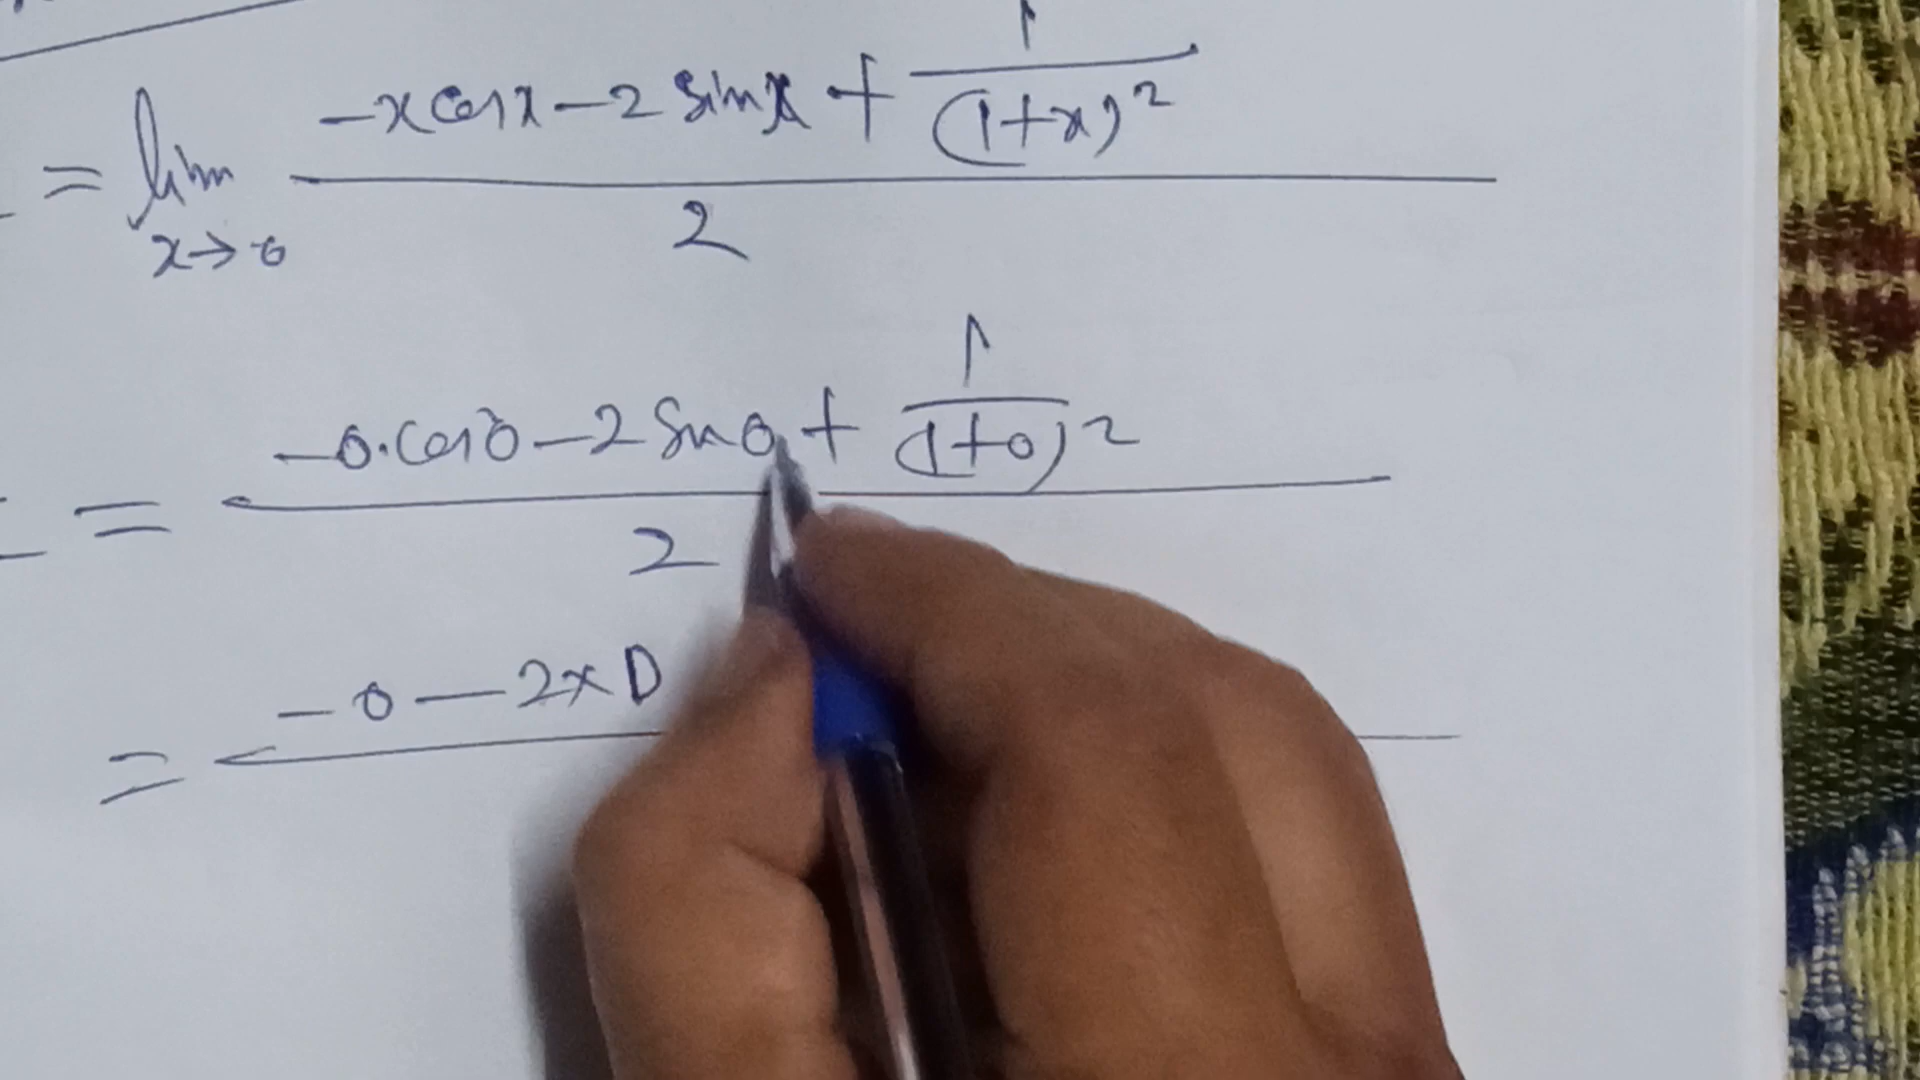 = lim x→0 (-x cos x - 2 sin x + 1/(1+x)²) / 2
= (-0·cos 0 - 2 sin 0 + 1/(1+0)²) / 2
= -0 - 2×0